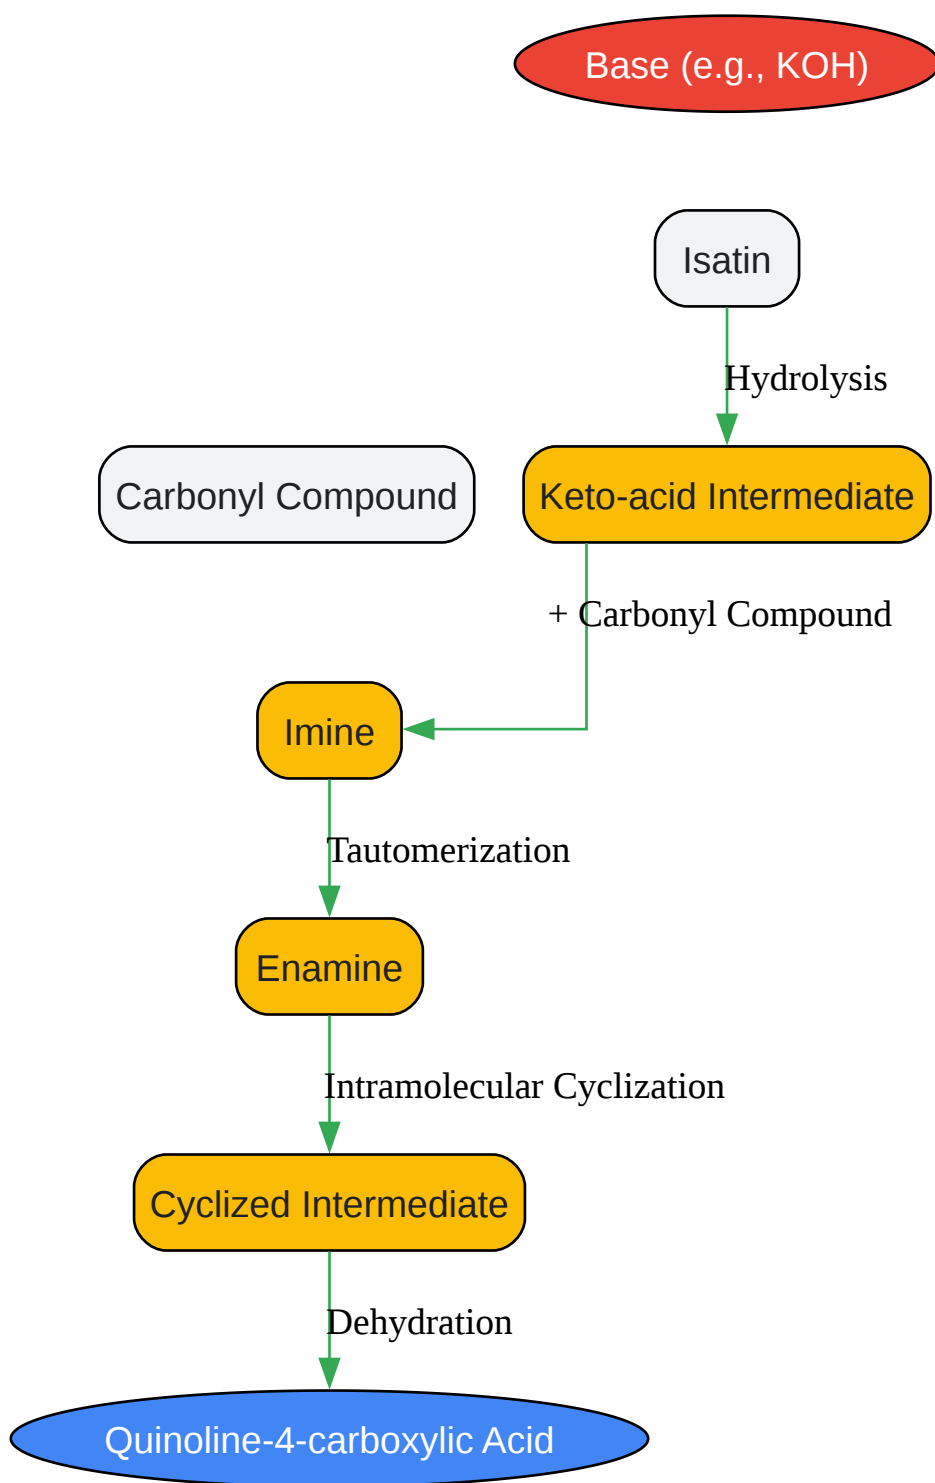 Base (e.g., KOH)
Isatin
Hydrolysis
Carbonyl Compound
Keto-acid Intermediate
+ Carbonyl Compound
Imine
Tautomerization
Enamine
Intramolecular Cyclization
Cyclized Intermediate
Dehydration
Quinoline-4-carboxylic Acid